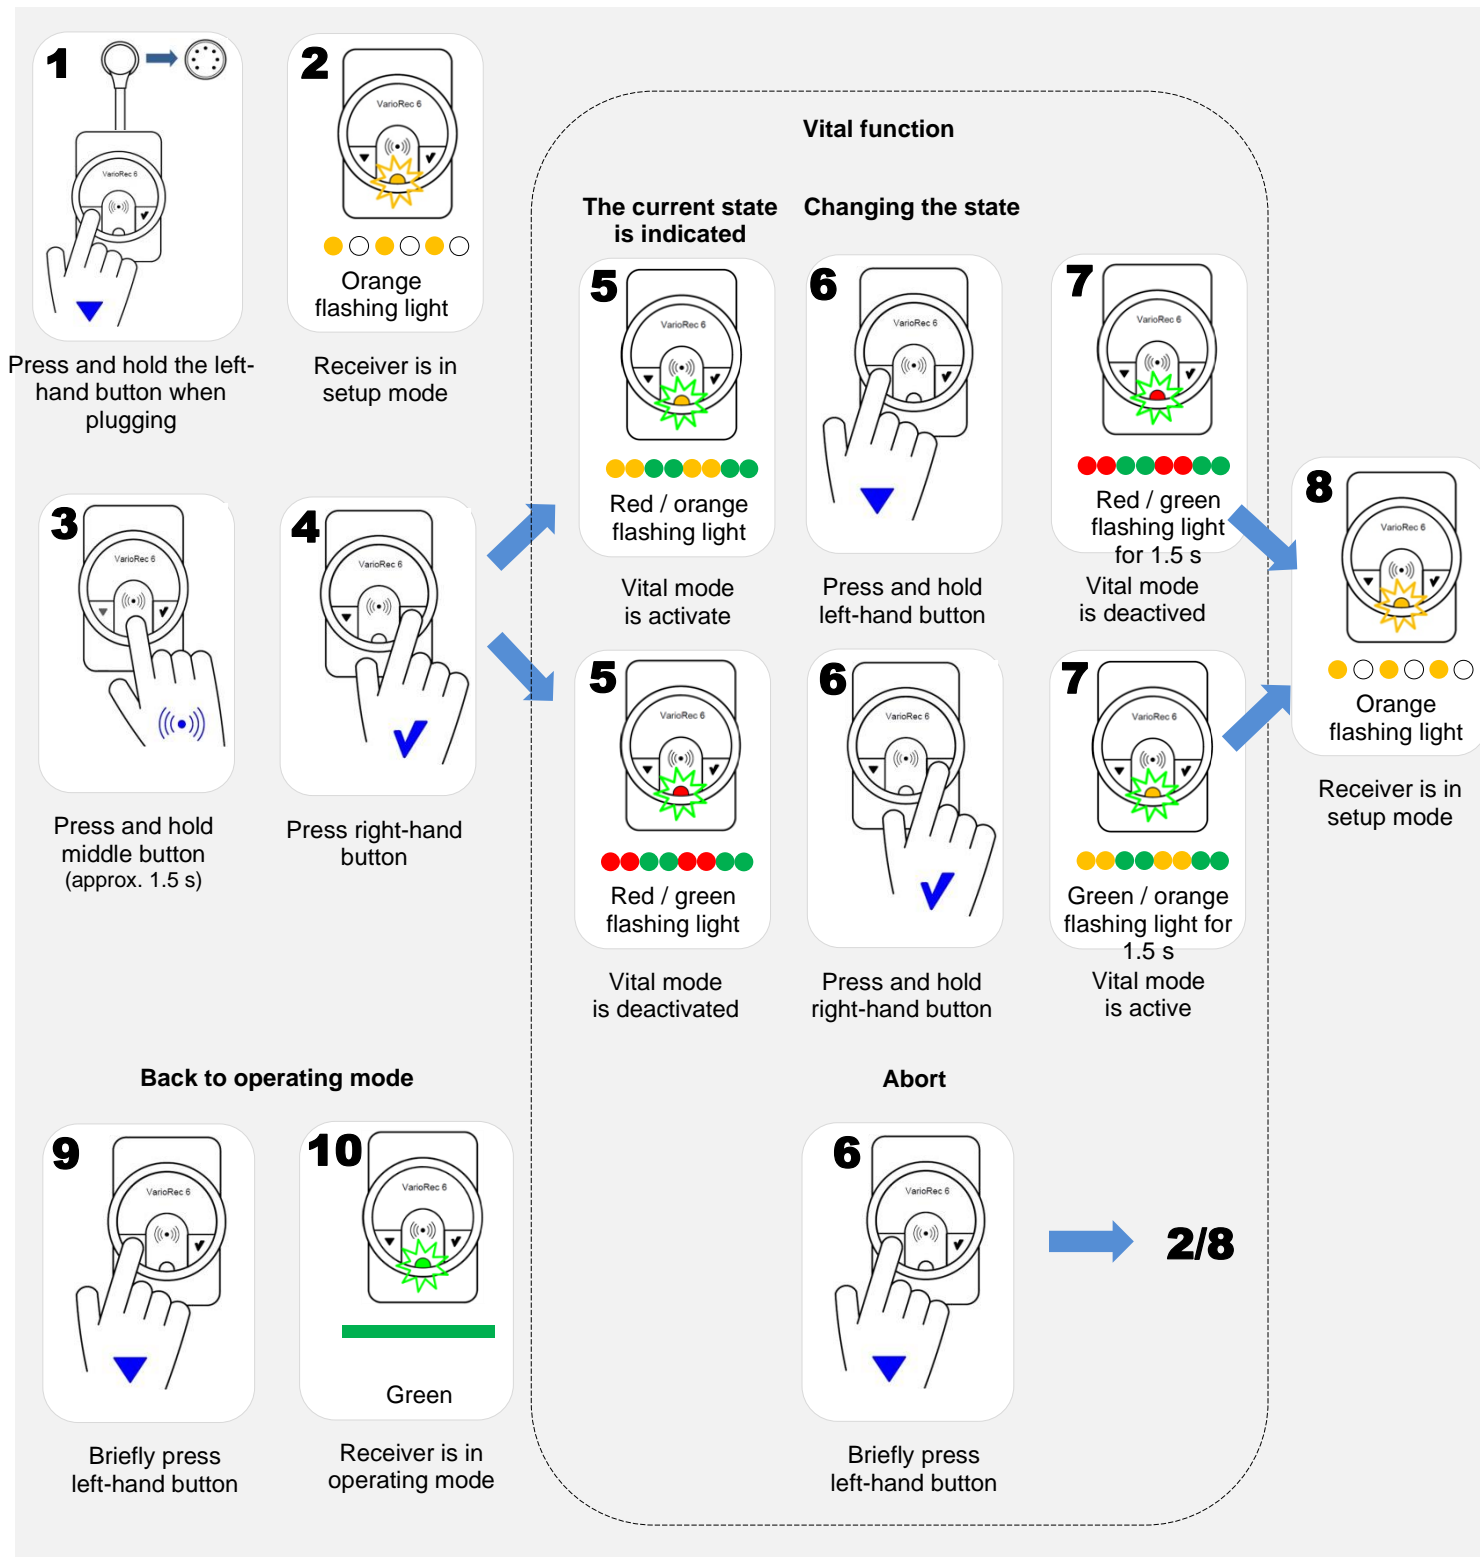 1
VarioRec 6
Press and hold the left-
hand button when
plugging
2
VarioRec 6
Orange
flashing light
Receiver is in
setup mode
3
VarioRec 6
Press and hold
middle button
(approx. 1.5 s)
4
VarioRec 6
Press right-hand
button
Vital function
The current state
is indicated
Changing the state
5
VarioRec 6
Red / orange
flashing light
Vital mode
is activate
6
VarioRec 6
Press and hold
left-hand button
7
VarioRec 6
Red / green
flashing light
for 1.5 s
Vital mode
is deactived
5
VarioRec 6
Red / green
flashing light
Vital mode
is deactivated
6
VarioRec 6
Press and hold
right-hand button
7
VarioRec 6
Green / orange
flashing light for
1.5 s
Vital mode
is active
8
VarioRec 6
Orange
flashing light
Receiver is in
setup mode
Back to operating mode
9
VarioRec 6
Briefly press
left-hand button
10
VarioRec 6
Green
Receiver is in
operating mode
Abort
6
VarioRec 6
Briefly press
left-hand button
2/8